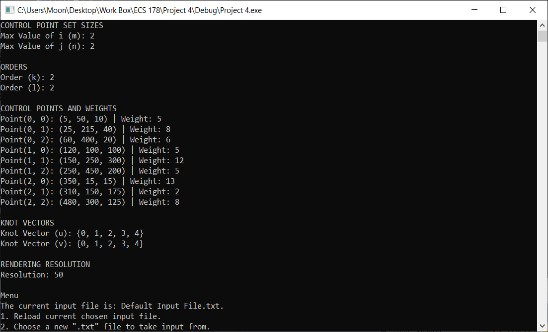 C:\Users\Moon\Desktop\Work Box\ECS 178\Project 4\Debug\Project 4.exe
CONTROL POINT SET SIZES
Max Value of i (m): 2
Max Value of j (n): 2
ORDERS
Order (k): 2
Order (l): 2
CONTROL POINTS AND WEIGHTS
Point(0, 0): (5, 50, 10) | Weight: 5
Point(0, 1): (25, 215, 40) | Weight: 8
Point(0, 2): (60, 400, 20) | Weight: 6
Point(1, 0): (120, 100, 100) | Weight: 5
Point(1, 1): (150, 250, 300) | Weight: 12
Point(1, 2): (250, 450, 200) | Weight: 5
Point(2, 0): (350, 15, 15) | Weight: 13
Point(2, 1): (310, 150, 175) | Weight: 2
Point(2, 2): (480, 300, 125) | Weight: 8
KNOT VECTORS
Knot Vector (u): {0, 1, 2, 3, 4}
Knot Vector (v): {0, 1, 2, 3, 4}
RENDERING RESOLUTION
Resolution: 50
Menu
The current input file is: Default Input File.txt.
1. Reload current chosen input file.
2. Choose a new ".txt" file to take input from.